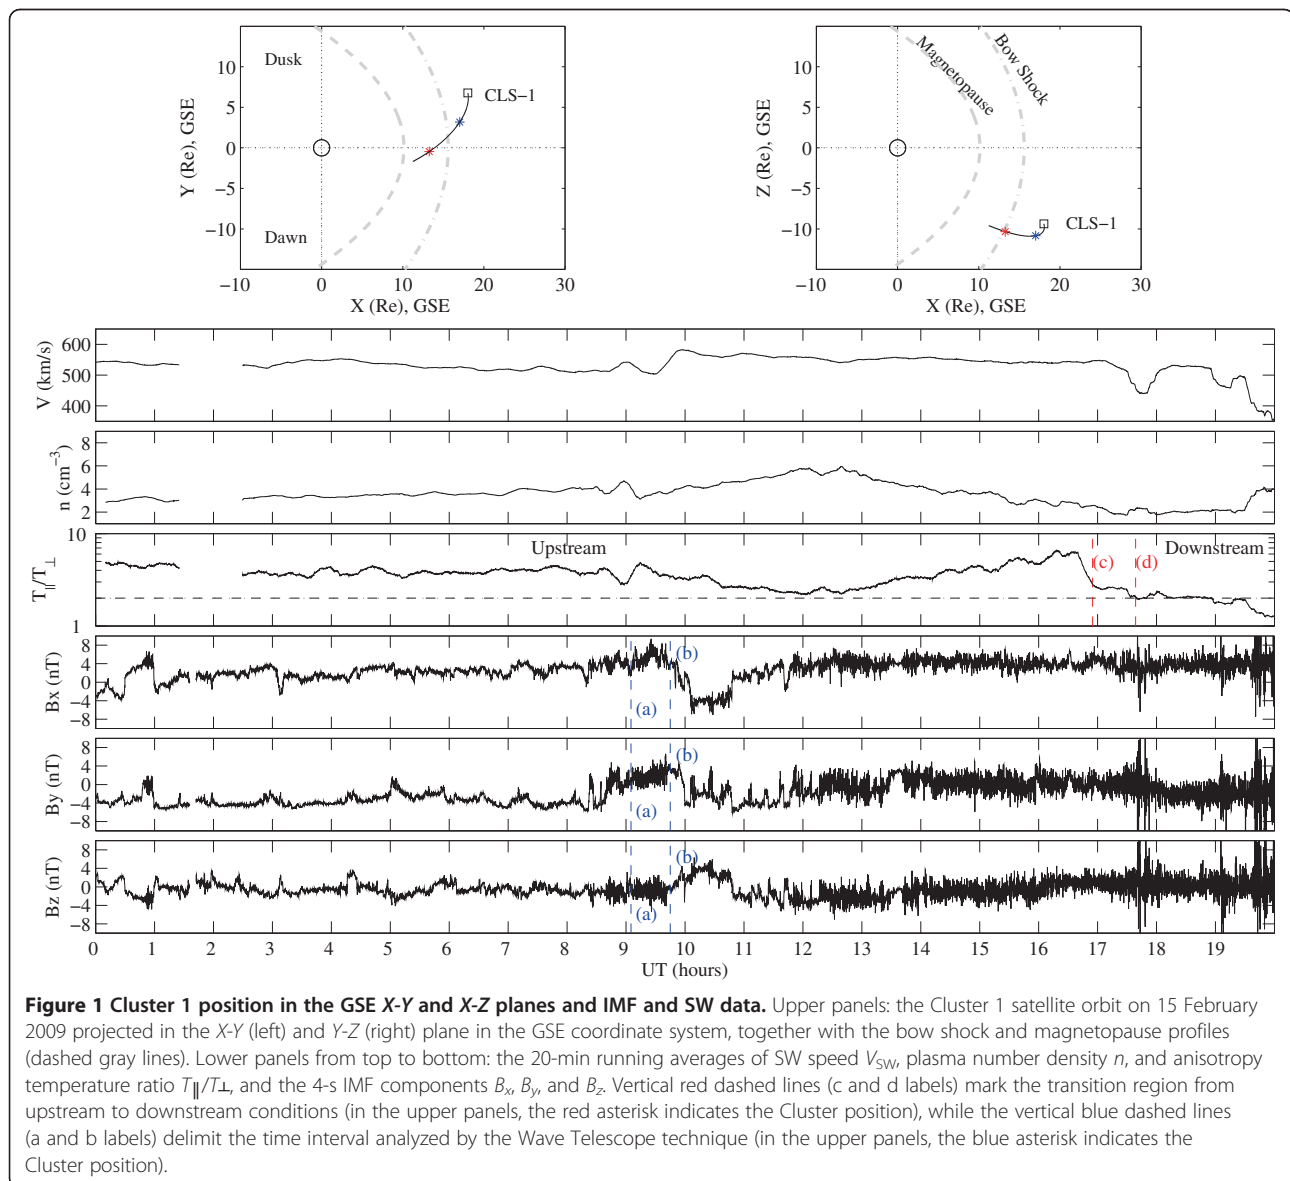 Dusk
CLS−1
Dawn
Y (Re), GSE
10
5
0
−5
−10
−10 0 10 20 30
X (Re), GSE
Magnetopause
Bow Shock
CLS−1
Z (Re), GSE
10
5
0
−5
−10
−10 0 10 20 30
X (Re), GSE
V (km/s)
600
500
400
n (cm−3)
8
6
4
2
T∥/T⊥
10
1
Upstream
(c)
(d)
Downstream
Bx (nT)
8
4
0
−4
−8
(b)
(a)
By (nT)
8
4
0
−4
−8
(b)
(a)
Bz (nT)
8
4
0
−4
−8
(b)
(a)
0 1 2 3 4 5 6 7 8 9 10 11 12 13 14 15 16 17 18 19
UT (hours)
Figure 1 Cluster 1 position in the GSE X-Y and X-Z planes and IMF and SW data. Upper panels: the Cluster 1 satellite orbit on 15 February
2009 projected in the X-Y (left) and Y-Z (right) plane in the GSE coordinate system, together with the bow shock and magnetopause profiles
(dashed gray lines). Lower panels from top to bottom: the 20-min running averages of SW speed VSW, plasma number density n, and anisotropy
temperature ratio T∥/T⊥, and the 4-s IMF components Bx, By, and Bz. Vertical red dashed lines (c and d labels) mark the transition region from
upstream to downstream conditions (in the upper panels, the red asterisk indicates the Cluster position), while the vertical blue dashed lines
(a and b labels) delimit the time interval analyzed by the Wave Telescope technique (in the upper panels, the blue asterisk indicates the
Cluster position).